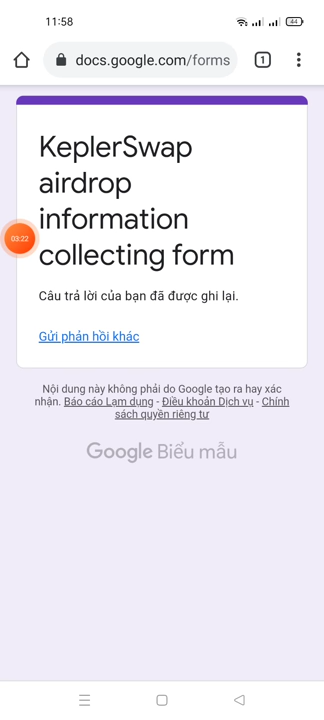 11:58
44
docs.google.com/forms
1
KeplerSwap
airdrop
information
collecting form
03:22
Câu trả lời của bạn đã được ghi lại.
Gửi phản hồi khác
Nội dung này không phải do Google tạo ra hay xác
nhận. Báo cáo Lạm dụng - Điều khoản Dịch vụ - Chính
sách quyền riêng tư
Google Biểu mẫu